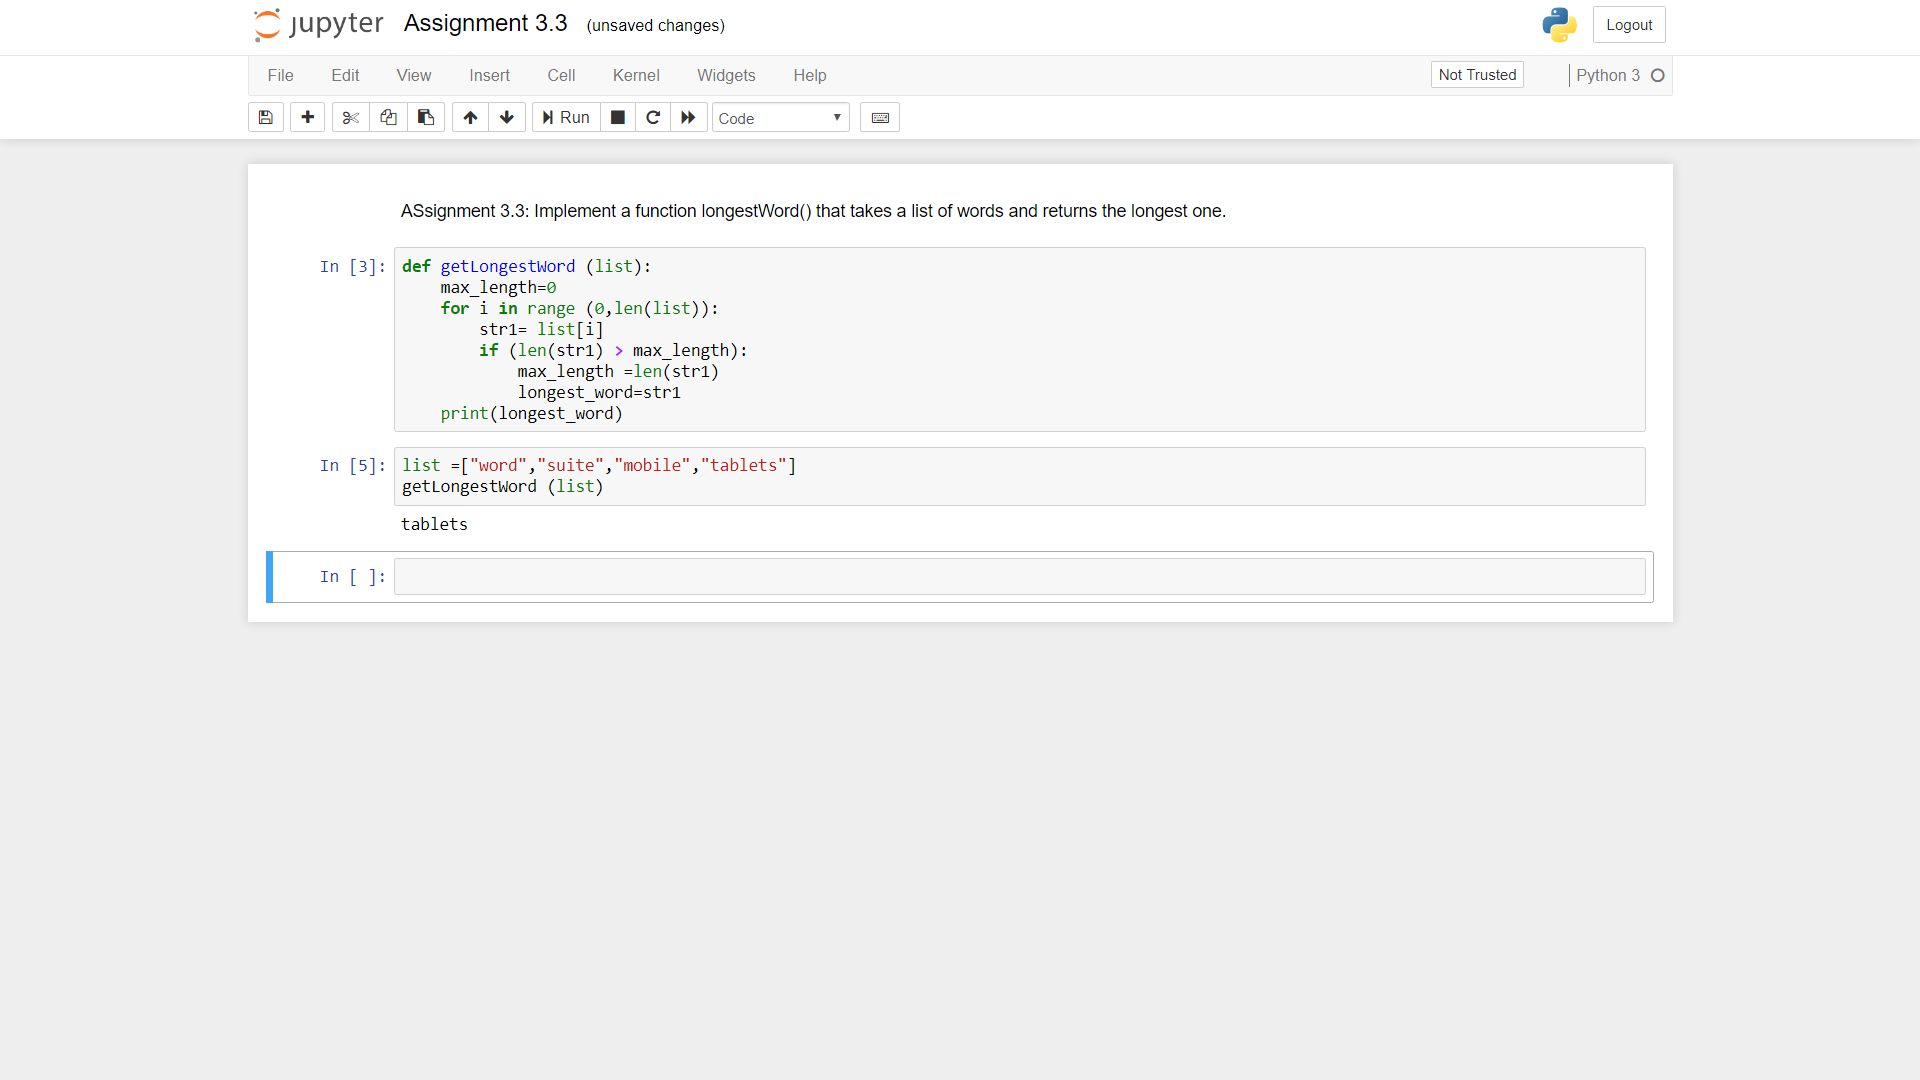 jupyter Assignment 3.3 (unsaved changes) Logout
File Edit View Insert Cell Kernel Widgets Help Not Trusted Python 3
Run Code
ASsignment 3.3: Implement a function longestWord() that takes a list of words and returns the longest one.
In [3]: def getLongestWord (list):
    max_length=0
    for i in range (0,len(list)):
        str1= list[i]
        if (len(str1) > max_length):
            max_length =len(str1)
            longest_word=str1
    print(longest_word)
In [5]: list =["word","suite","mobile","tablets"]
getLongestWord (list)
tablets
In [ ]: